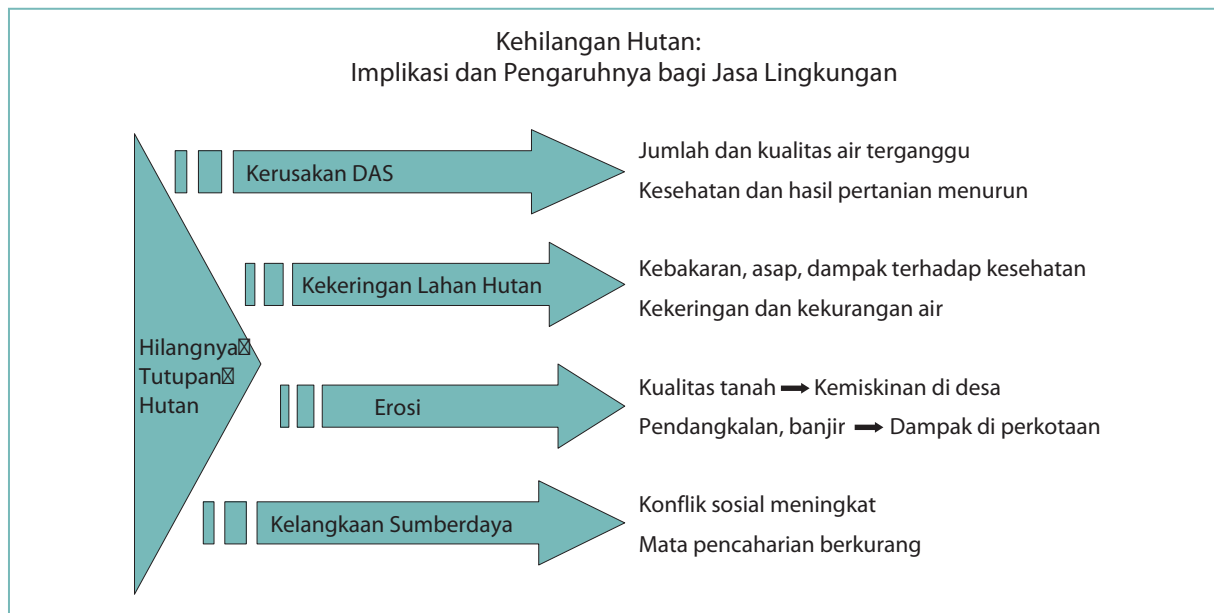 Kehilangan Hutan:
Implikasi dan Pengaruhnya bagi Jasa Lingkungan
Hilangnya
Tutupan
Hutan
Kerusakan DAS
Jumlah dan kualitas air terganggu
Kesehatan dan hasil pertanian menurun
Kekeringan Lahan Hutan
Kebakaran, asap, dampak terhadap kesehatan
Kekeringan dan kekurangan air
Erosi
Kualitas tanah ➞ Kemiskinan di desa
Pendangkalan, banjir ➞ Dampak di perkotaan
Kelangkaan Sumberdaya
Konflik sosial meningkat
Mata pencaharian berkurang